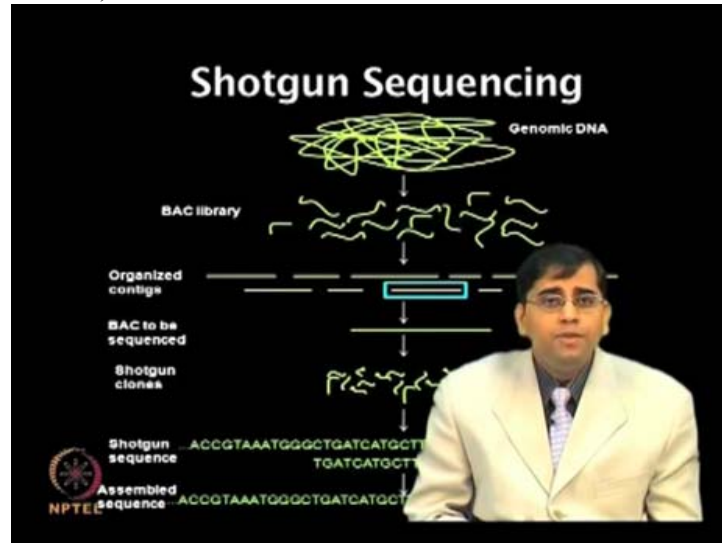 Shotgun Sequencing
Genomic DNA
BAC library
Organized
contigs
BAC to be
sequenced
Shotgun
clones
Shotgun
sequence
...ACCGTAAATGGGCTGATCATGCTT
TGATCATGCTT
Assembled
sequence
...ACCGTAAATGGGCTGATCATGCT
NPTEL